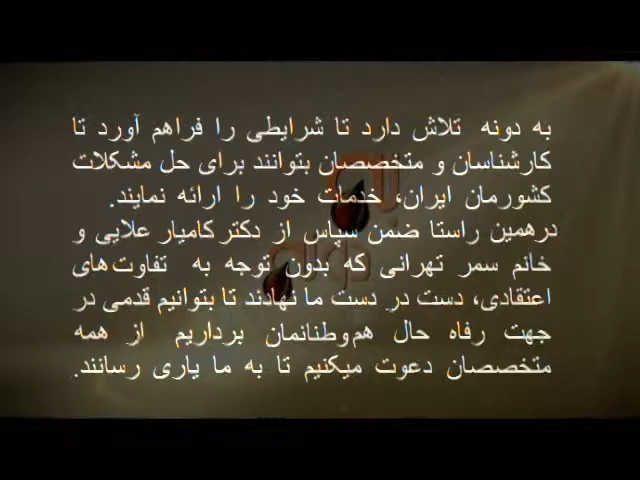 به دونه تلاش دارد تا شرایطی را فراهم آورد تا
کارشناسان و متخصصان بتوانند برای حل مشکلات
کشورمان ایران، خدمات خود را ارائه نمایند.
درهمین راستا ضمن سپاس از دکتر کامیار علایی و
خانم سمر تهرانی که بدون توجه به تفاوت‌های
اعتقادی، دست در دست ما نهادند تا بتوانیم قدمی در
جهت رفاه حال هم‌وطنانمان برداریم از همه
متخصصان دعوت میکنیم تا به ما یاری رسانند.